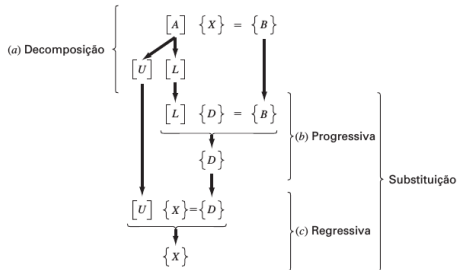 [A] {X} = {B}
(a) Decomposição
[U] [L]
[L] {D} = {B}
(b) Progressiva
{D}
Substituição
[U] {X}={D}
(c) Regressiva
{X}